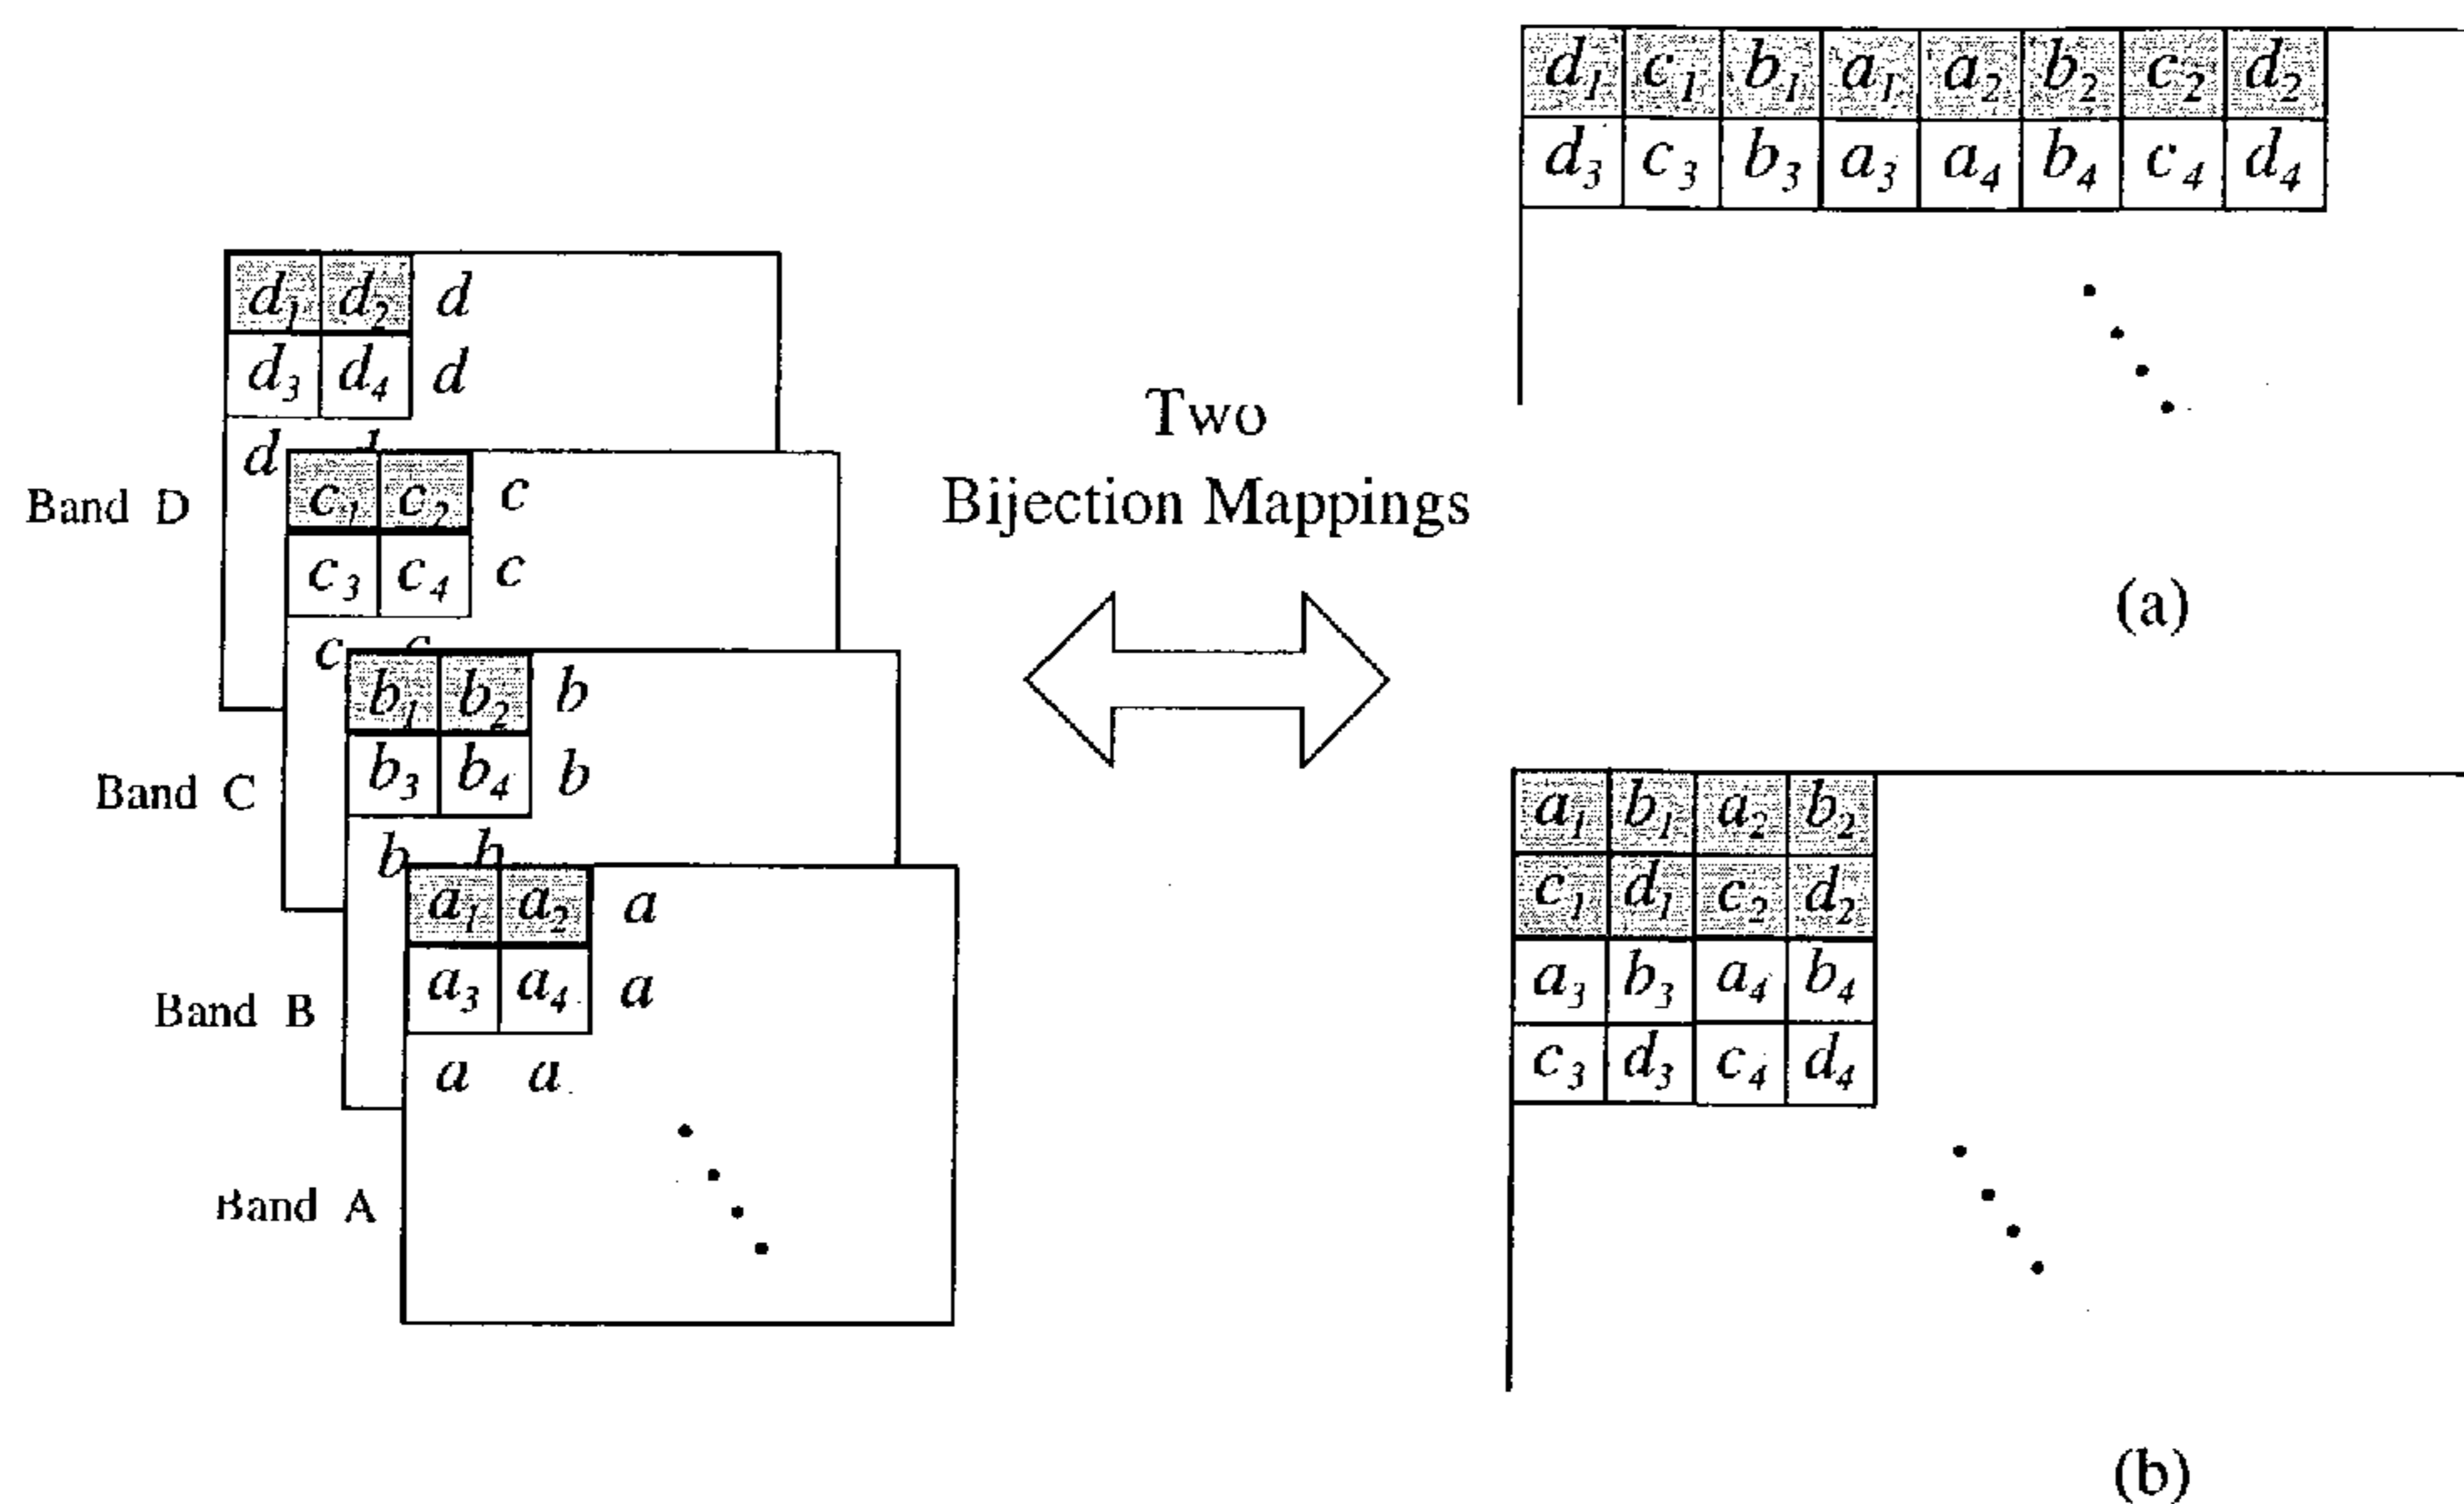 d1 d2 d
d3 d4 d
d
Band D
c1 c2 c
c3 c4 c
c c
Band C
b1 b2 b
b3 b4 b
b b
Band B
a1 a2 a
a3 a4 a
a a
Band A
Two
Bijection Mappings
d1 c1 b1 a1 a2 b2 c2 d2
d3 c3 b3 a3 a4 b4 c4 d4
(a)
a1 b1 a2 b2
c1 d1 c2 d2
a3 b3 a4 b4
c3 d3 c4 d4
(b)